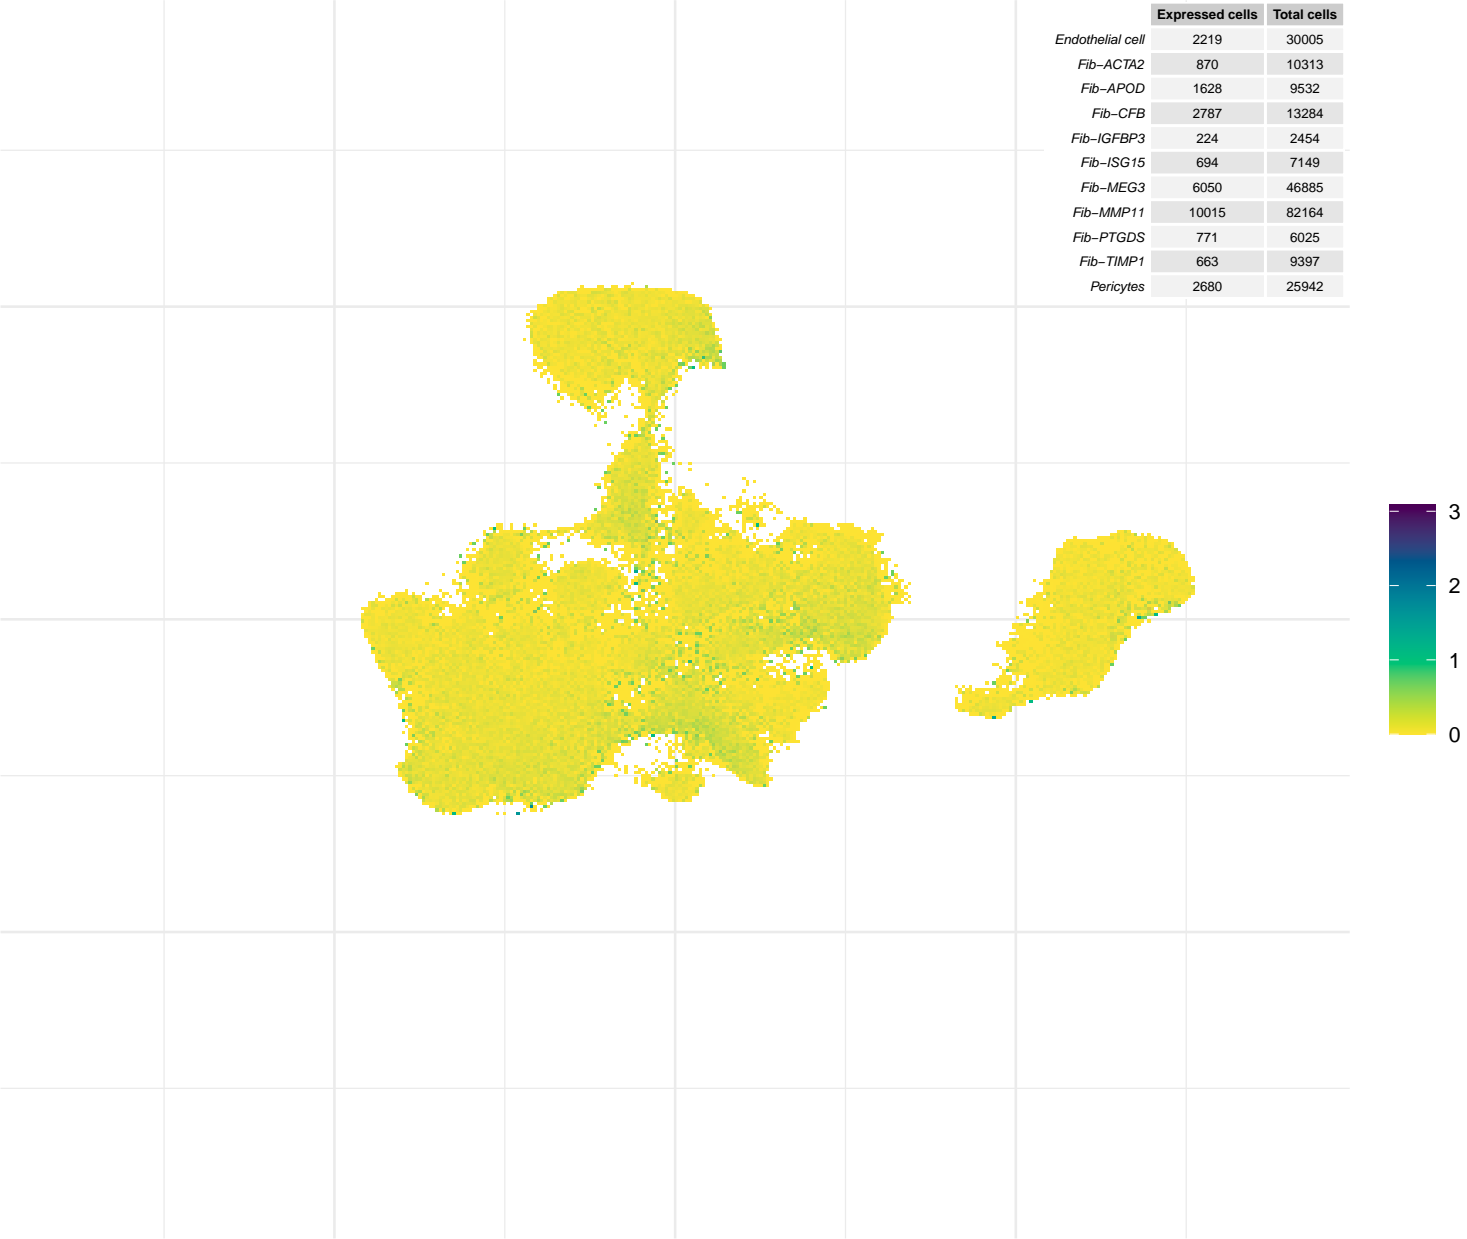 Expressed cells Total cells
Endothelial cell 2219 30005
Fib−ACTA2 870 10313
Fib−APOD 1628 9532
Fib−CFB 2787 13284
Fib−IGFBP3 224 2454
Fib−ISG15 694 7149
Fib−MEG3 6050 46885
Fib−MMP11 10015 82164
Fib−PTGDS 771 6025
Fib−TIMP1 663 9397
Pericytes 2680 25942
3
2
1
0